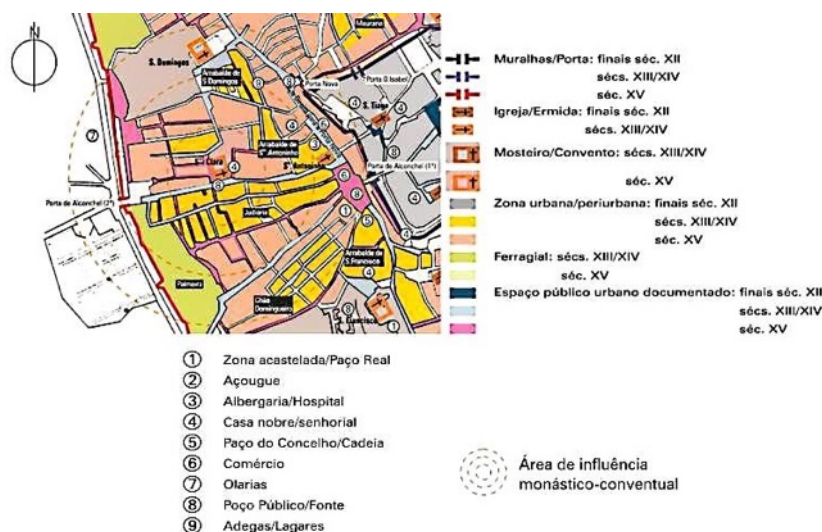 N
Mouraria
S. Domingos
Arrabalde de
S. Domingos
Porta Nova
Porta D. Isabel
S. Tiago
Arrabalde de
Stº Antoninho
Stº Antoninho
Stª Clara
Porta de Alconchel (1ª)
Porta de Alconchel (2ª)
Judiaria
Arrabalde de
S. Francisco
Palmeira
Chão
Domingueiro
S. Francisco
Muralhas/Porta: finais séc. XII
sécs. XIII/XIV
séc. XV
Igreja/Ermida: finais séc. XII
sécs. XIII/XIV
Mosteiro/Convento: sécs. XIII/XIV
séc. XV
Zona urbana/periurbana: finais séc. XII
sécs. XIII/XIV
séc. XV
Ferragial: sécs. XIII/XIV
séc. XV
Espaço público urbano documentado: finais séc. XII
sécs. XIII/XIV
séc. XV
1 Zona acastelada/Paço Real
2 Açougue
3 Albergaria/Hospital
4 Casa nobre/senhorial
5 Paço do Concelho/Cadeia
6 Comércio
7 Olarias
8 Poço Público/Fonte
9 Adegas/Lagares
Área de influência
monástico-conventual